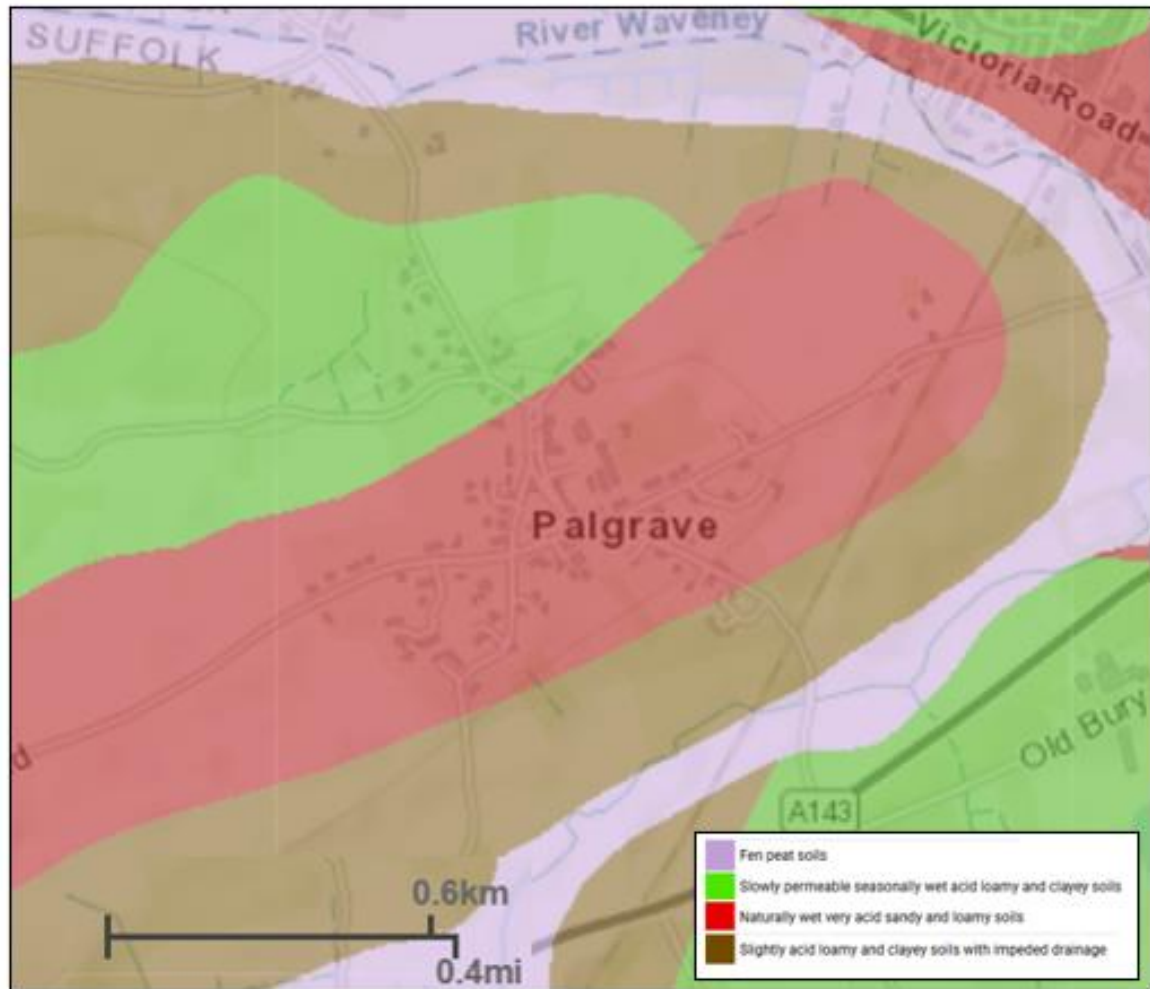 SUFFOLK
River Waveney
Victoria Road
Palgrave
d
Old Bury
A143
0.6km
0.4mi
Fen peat soils
Slowly permeable seasonally wet acid loamy and clayey soils
Naturally wet very acid sandy and loamy soils
Slightly acid loamy and clayey soils with impeded drainage